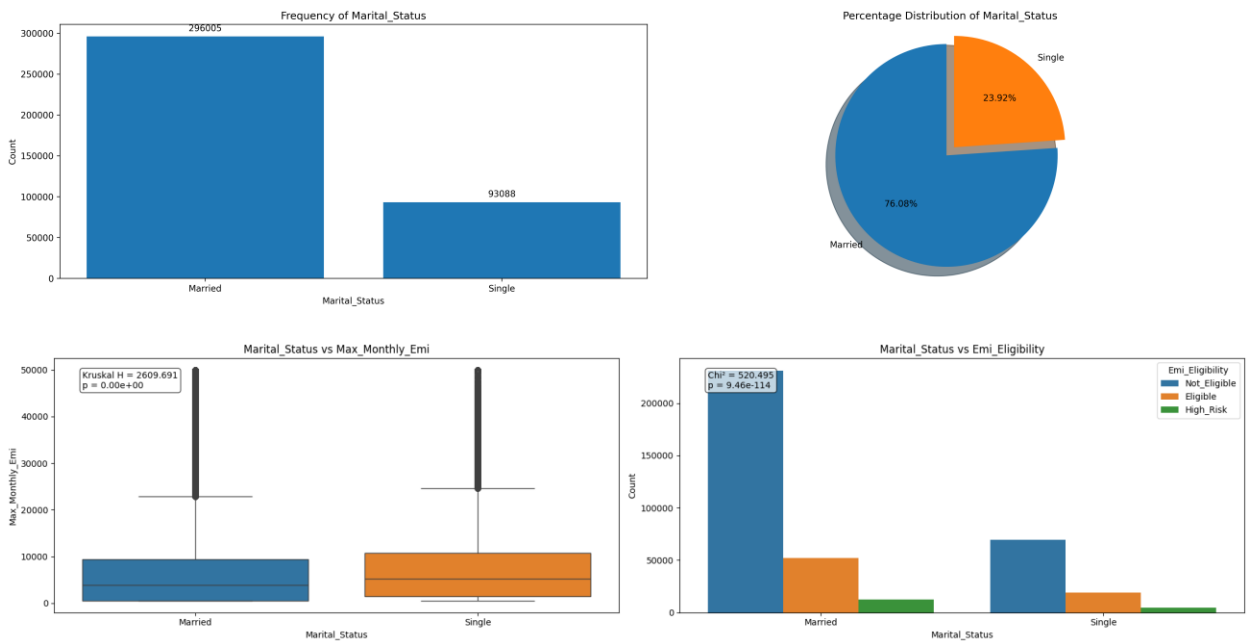 Frequency of Marital_Status
296005
93088
300000
250000
200000
150000
100000
50000
0
Count
Married
Single
Marital_Status
Percentage Distribution of Marital_Status
Single
23.92%
76.08%
Married
Marital_Status vs Max_Monthly_Emi
Kruskal H = 2609.691
p = 0.00e+00
50000
40000
30000
20000
10000
0
Max_Monthly_Emi
Married
Single
Marital_Status
Marital_Status vs Emi_Eligibility
Chi² = 520.495
p = 9.46e-114
Emi_Eligibility
Not_Eligible
Eligible
High_Risk
200000
150000
100000
50000
0
Count
Married
Single
Marital_Status